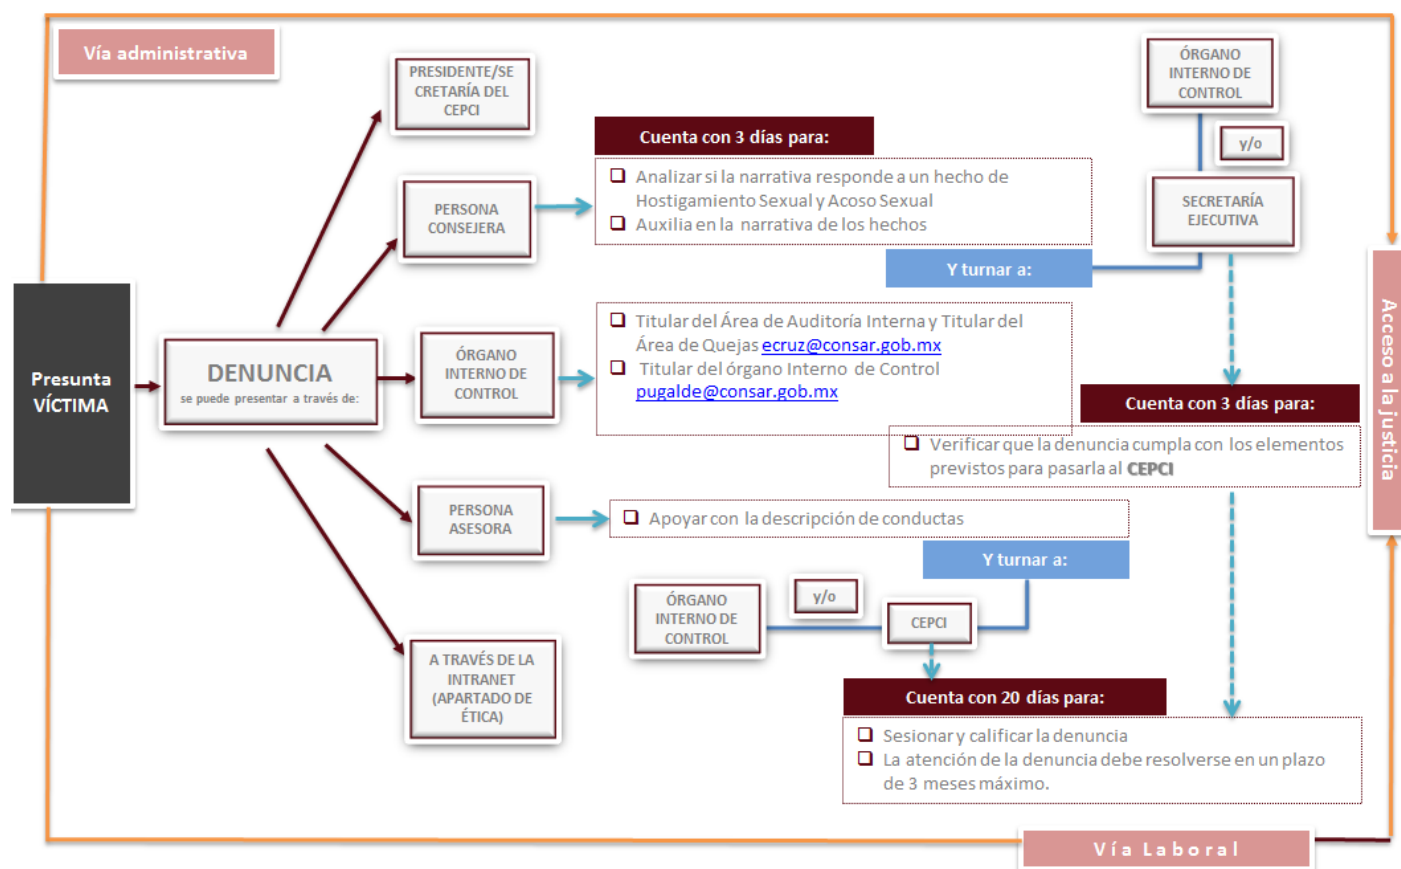 Vía administrativa
PRESIDENTE/SE
CRETARÍA DEL
CEPCI
ÓRGANO
INTERNO DE
CONTROL
y/o
SECRETARÍA
EJECUTIVA
Cuenta con 3 días para:
Analizar si la narrativa responde a un hecho de
Hostigamiento Sexual y Acoso Sexual
Auxilia en la narrativa de los hechos
PERSONA
CONSEJERA
Y turnar a:
Presunta
VÍCTIMA
DENUNCIA
se puede presentar a través de:
ÓRGANO
INTERNO DE
CONTROL
Titular del Área de Auditoría Interna y Titular del
Área de Quejas ecruz@consar.gob.mx
Titular del órgano Interno de Control
pugalde@consar.gob.mx
Acceso a la justicia
Cuenta con 3 días para:
Verificar que la denuncia cumpla con los elementos
previstos para pasarla al CEPCI
PERSONA
ASESORA
Apoyar con la descripción de conductas
Y turnar a:
ÓRGANO
INTERNO DE
CONTROL
y/o
CEPCI
A TRAVÉS DE LA
INTRANET
(APARTADO DE
ÉTICA)
Cuenta con 20 días para:
Sesionar y calificar la denuncia
La atención de la denuncia debe resolverse en un plazo
de 3 meses máximo.
Vía Laboral